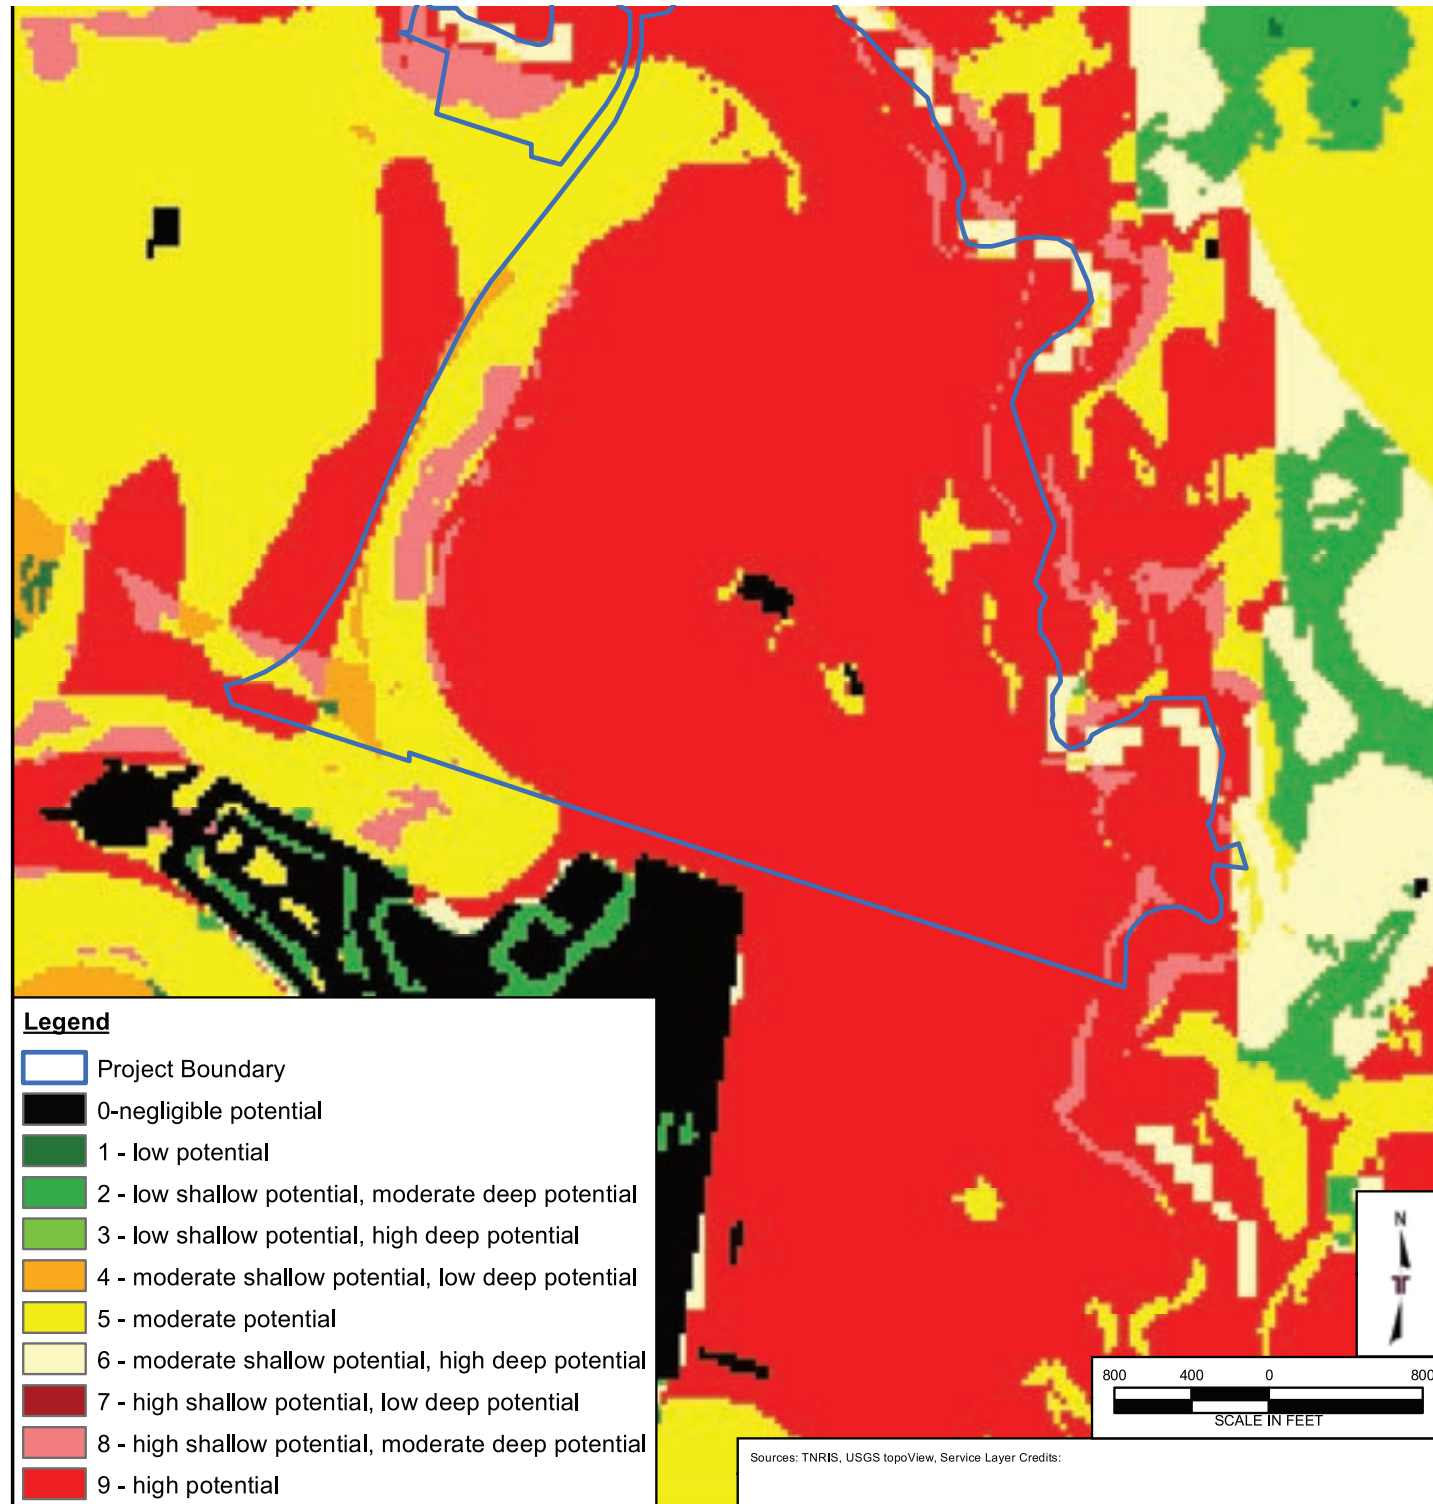 Legend
Project Boundary
0-negligible potential
1 - low potential
2 - low shallow potential, moderate deep potential
3 - low shallow potential, high deep potential
4 - moderate shallow potential, low deep potential
5 - moderate potential
6 - moderate shallow potential, high deep potential
7 - high shallow potential, low deep potential
8 - high shallow potential, moderate deep potential
9 - high potential
N
800 400 0 800
SCALE IN FEET
Sources: TNRIS, USGS topoView, Service Layer Credits: